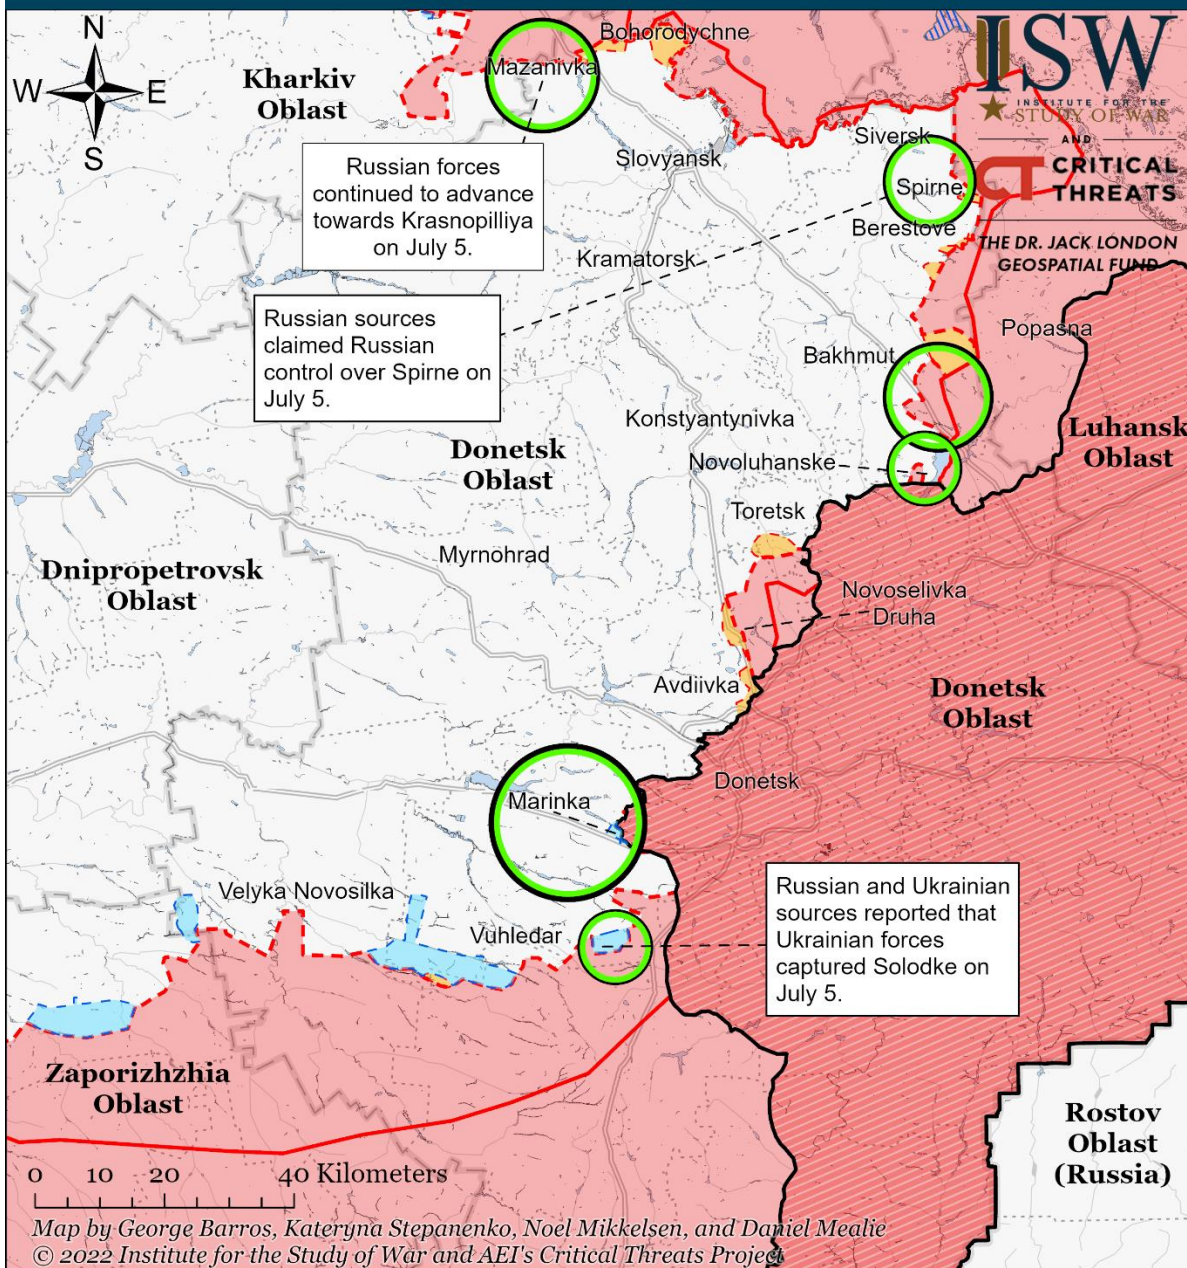 N
W
E
S
Kharkiv
Oblast
Mazanivka
Bohorodychne
ISW
INSTITUTE FOR THE
STUDY OF WAR
AND
CT CRITICAL
THREATS
THE DR. JACK LONDON
GEOSPATIAL FUND
Russian forces
continued to advance
towards Krasnopilliya
on July 5.
Slovyansk
Siversk
Spirne
Berestove
Kramatorsk
Russian sources
claimed Russian
control over Spirne on
July 5.
Popasna
Bakhmut
Konstyantynivka
Luhansk
Oblast
Donetsk
Oblast
Novoluhanske
Toretsk
Myrnohrad
Dnipropetrovsk
Oblast
Novoselivka
Druha
Avdiivka
Donetsk
Oblast
Donetsk
Marinka
Velyka Novosilka
Vuhledar
Russian and Ukrainian
sources reported that
Ukrainian forces
captured Solodke on
July 5.
Zaporizhzhia
Oblast
Rostov
Oblast
(Russia)
0 10 20 40 Kilometers
Map by George Barros, Kateryna Stepanenko, Noel Mikkelsen, and Daniel Mealie
© 2022 Institute for the Study of War and AEI's Critical Threats Project